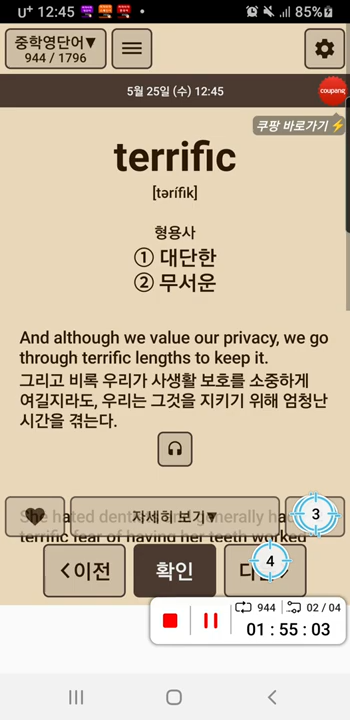 U+ 12:45 85%
중학영단어▼
944 / 1796
5월 25일 (수) 12:45
coupang
쿠팡 바로가기⚡
terrific
[tərífik]
형용사
① 대단한
② 무서운
And although we value our privacy, we go
through terrific lengths to keep it.
그리고 비록 우리가 사생활 보호를 소중하게
여길지라도, 우리는 그것을 지키기 위해 엄청난
시간을 겪는다.
She hated generally
자세히 보기▼
3
terrific fear of having her teeth worked
<이전
확인
4
944 02 / 04
01 : 55 : 03